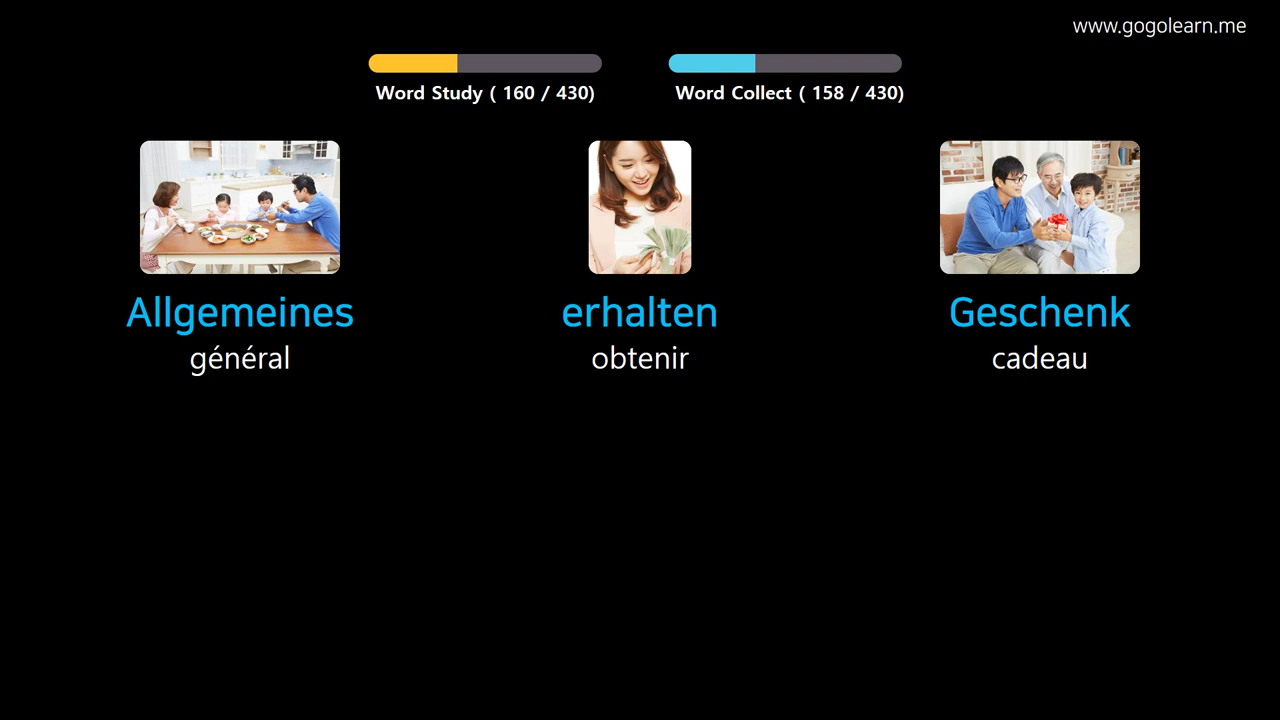 www.gogolearn.me
Word Study ( 160 / 430)
Word Collect ( 158 / 430)
Allgemeines
général
erhalten
obtenir
Geschenk
cadeau